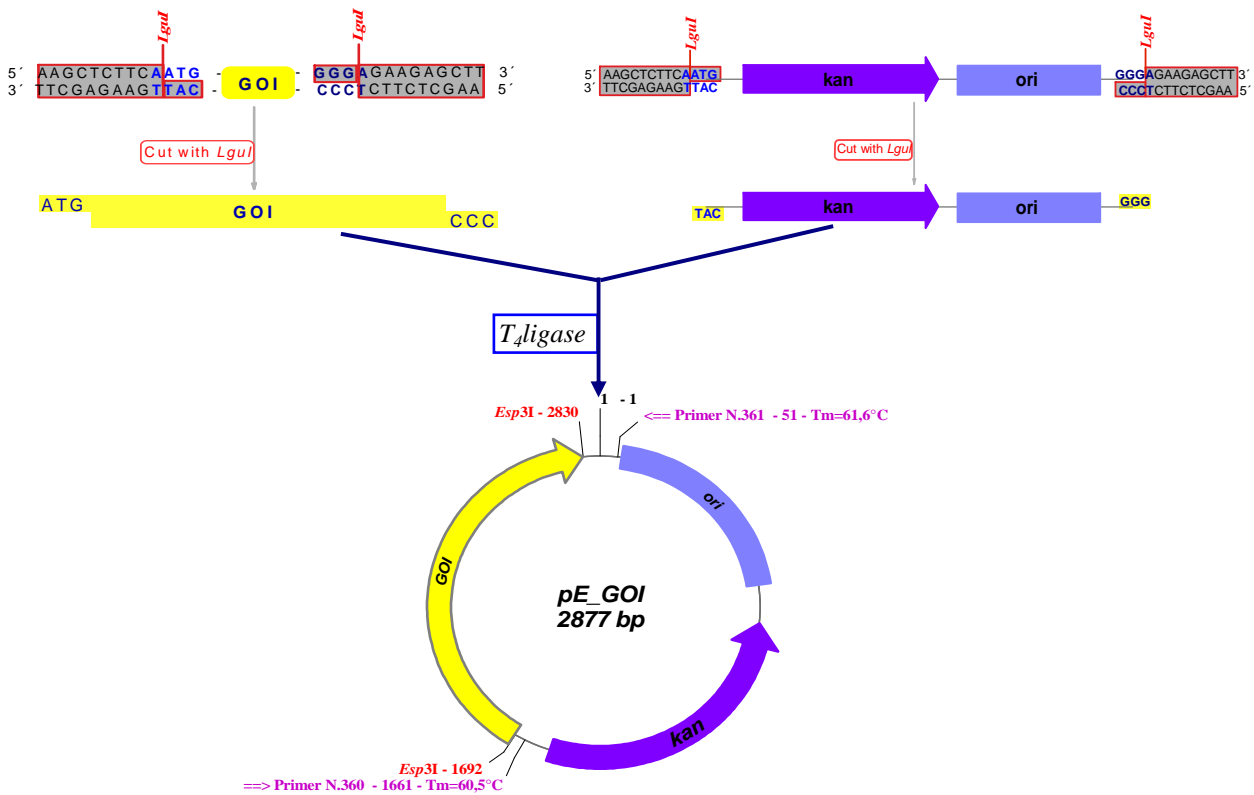 LguI LguI
5´ AAGCTCTTCAATG - GOI - GGGAGAAGAGCTT 3´
3´ TTCGAGAAGTTAC - - CCCTCTTCTCGAA 5´
Cut with LguI
ATG GOI CCC
LguI LguI
5´ AAGCTCTTCAATG kan ori GGGAGAAGAGCTT 3´
3´ TTCGAGAAGTTAC CCCTCTTCTCGAA 5´
Cut with LguI
TAC kan ori GGG
T4ligase
1 - 1
Esp3I - 2830
<== Primer N.361 - 51 - Tm=61,6°C
ori
GOI
pE_GOI
2877 bp
kan
Esp3I - 1692
==> Primer N.360 - 1661 - Tm=60,5°C